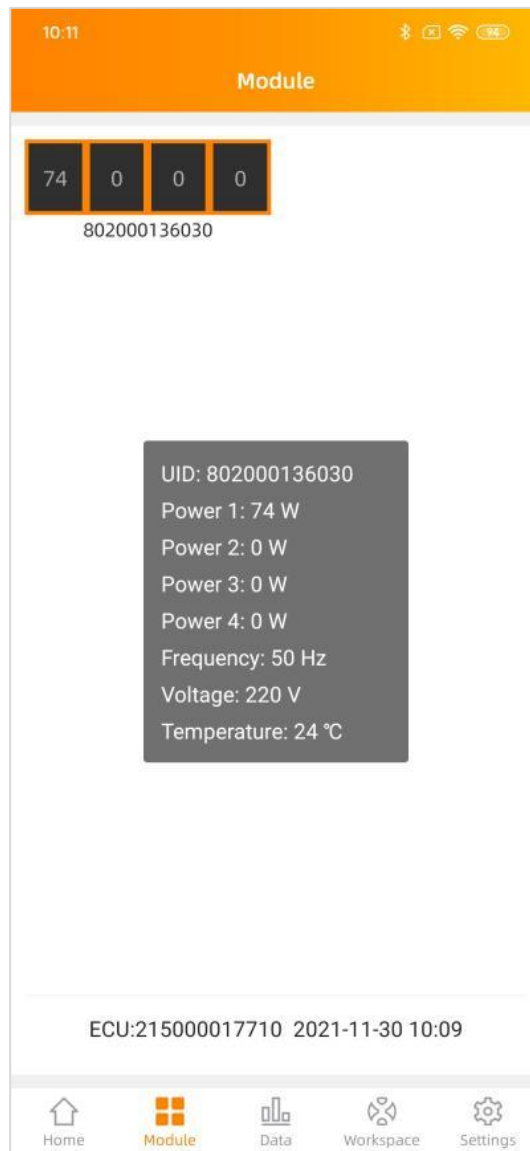 10:11 94
Module
74 0 0 0
802000136030
UID: 802000136030
Power 1: 74 W
Power 2: 0 W
Power 3: 0 W
Power 4: 0 W
Frequency: 50 Hz
Voltage: 220 V
Temperature: 24 ℃
ECU:215000017710 2021-11-30 10:09
Home Module Data Workspace Settings